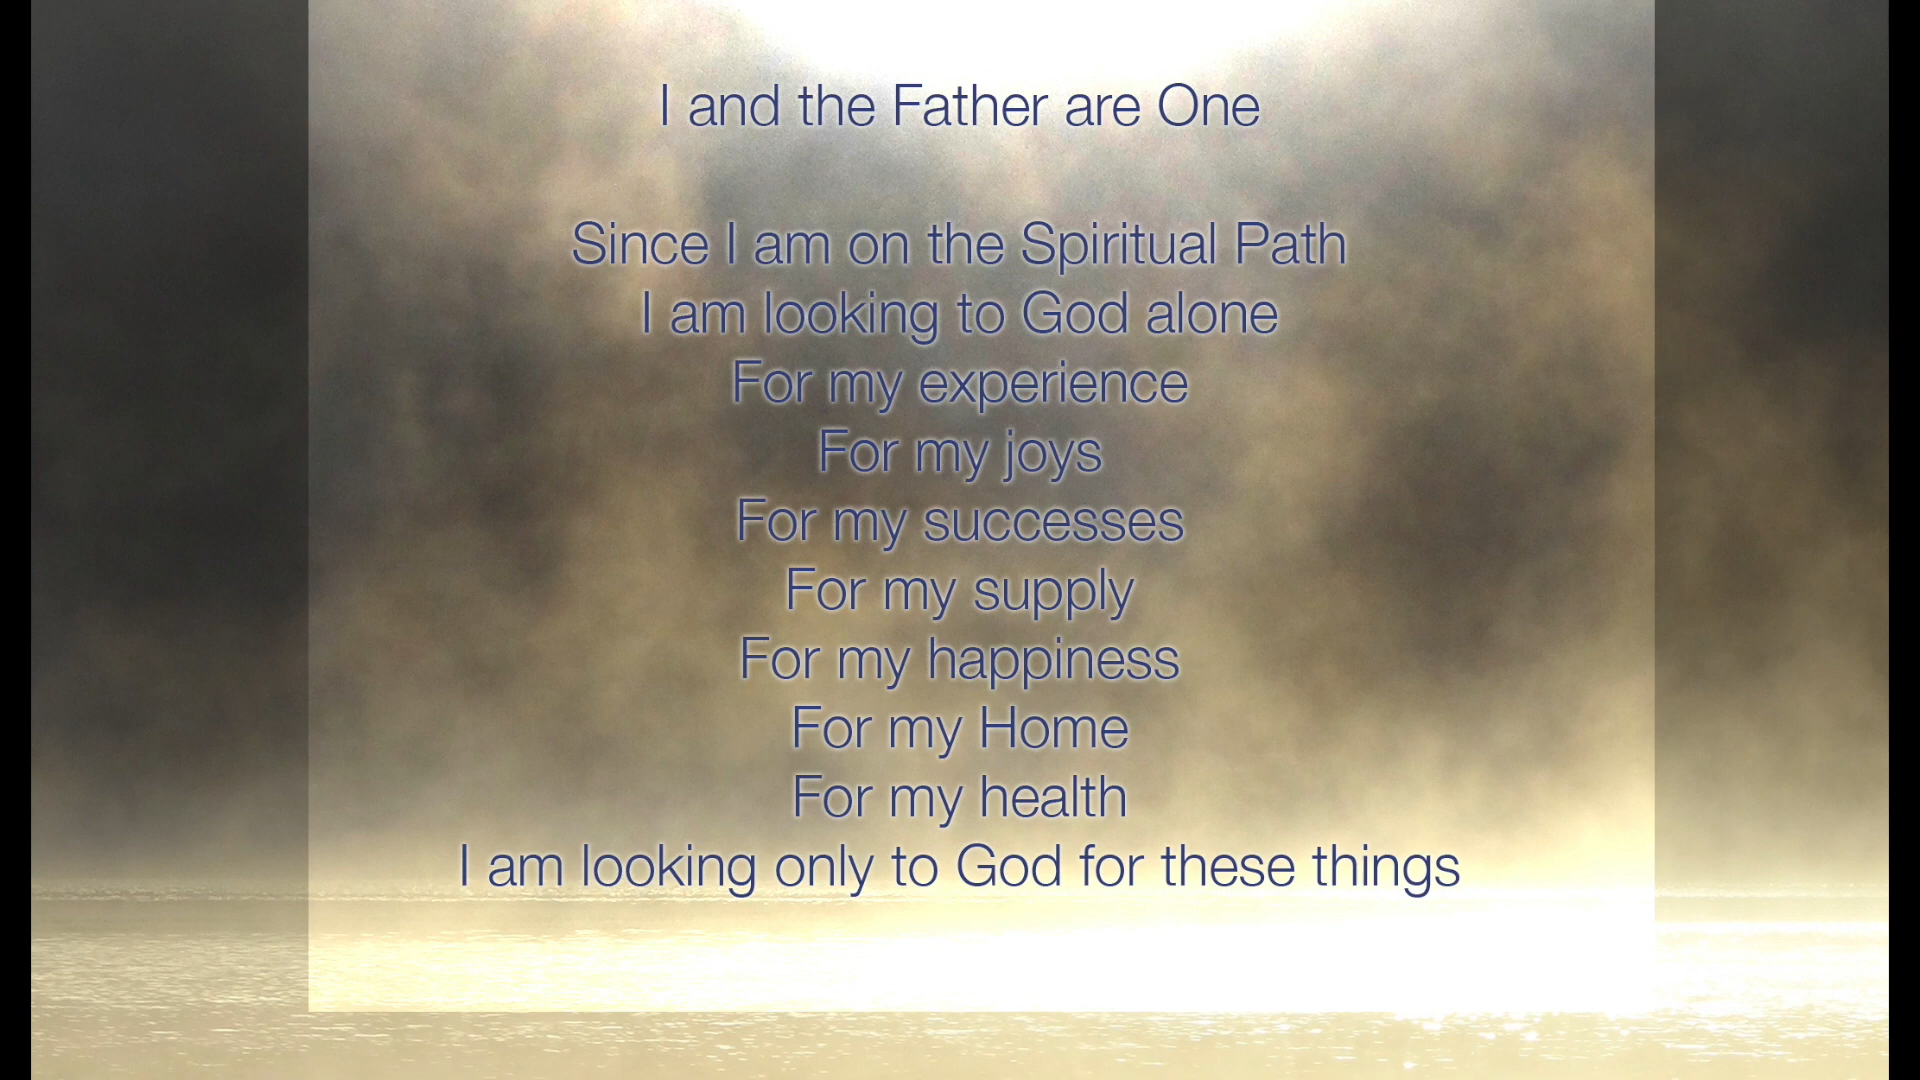 I and the Father are One
Since I am on the Spiritual Path
I am looking to God alone
For my experience
For my joys
For my successes
For my supply
For my happiness
For my Home
For my health
I am looking only to God for these things